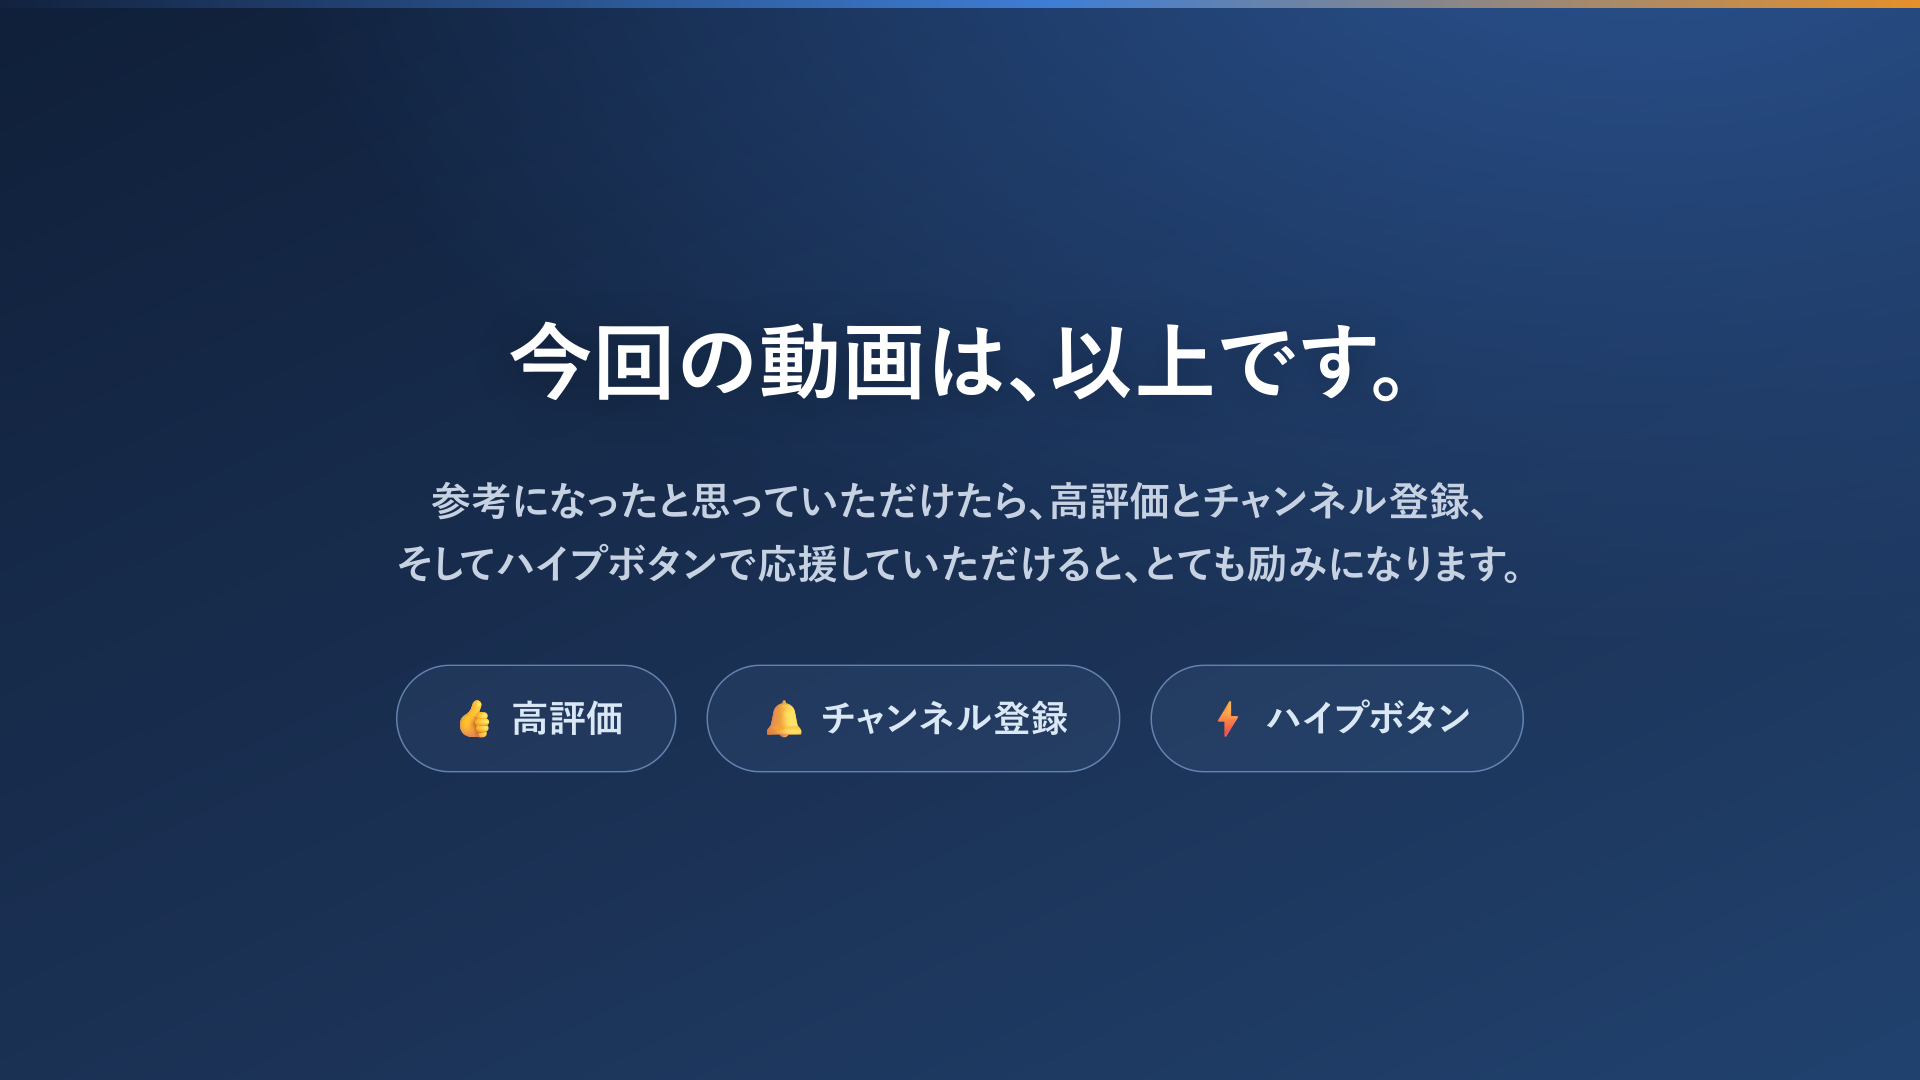 今回の動画は、以上です。
参考になったと思っていただけたら、高評価とチャンネル登録、
そしてハイプボタンで応援していただけると、とても励みになります。
👍 高評価
🔔 チャンネル登録
⚡ ハイプボタン